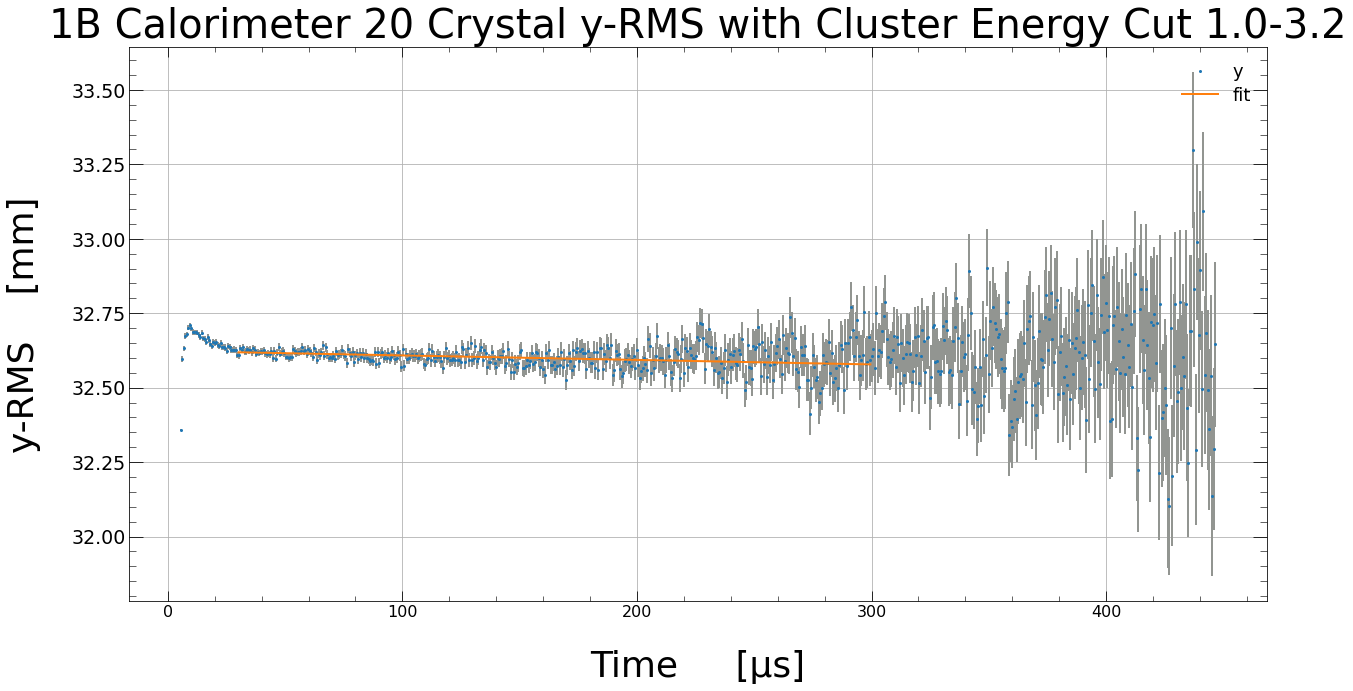 1B Calorimeter 20 Crystal y-RMS with Cluster Energy Cut 1.0-3.2
y
fit
33.50
33.25
33.00
32.75
32.50
32.25
32.00
y-RMS [mm]
0 100 200 300 400
Time [μs]